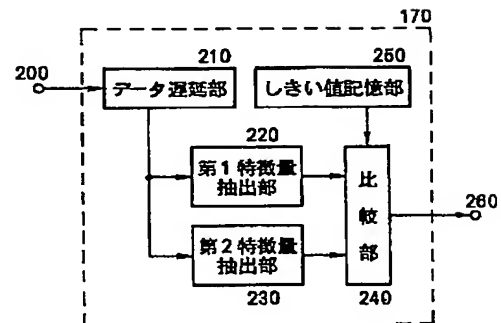 170
200
210
250
データ遅延部
しきい値記憶部
220
第1特徴量
抽出部
比較部
260
第2特徴量
抽出部
230
240